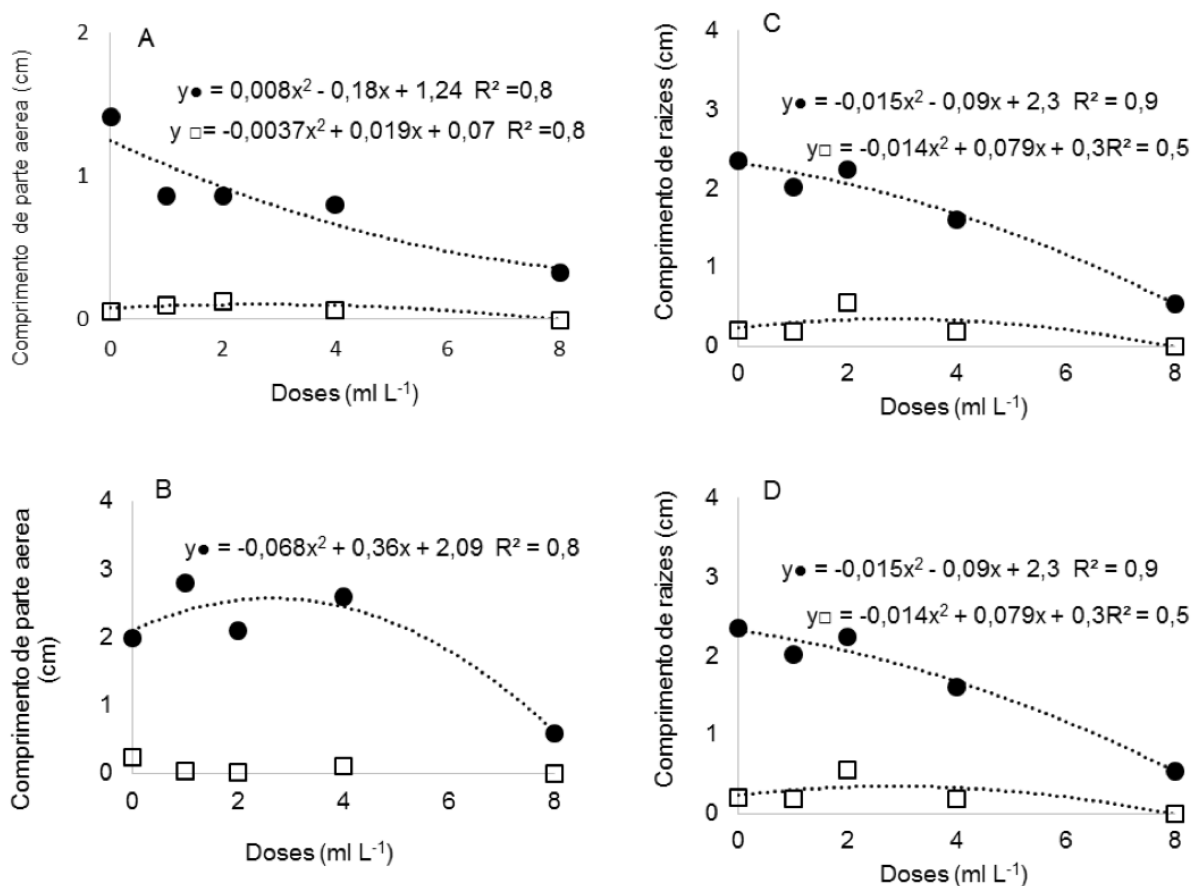 A
Comprimento de parte aerea (cm)
2
1
0
y● = 0,008x² - 0,18x + 1,24 R² =0,8
y □= -0,0037x² + 0,019x + 0,07 R² =0,8
0 2 4 6 8
Doses (ml L⁻¹)
C
Comprimento de raizes (cm)
4
3
2
1
0
y● = -0,015x² - 0,09x + 2,3 R² = 0,9
y□ = -0,014x² + 0,079x + 0,3R² = 0,5
0 2 4 6 8
Doses (ml L⁻¹)
B
Comprimento de parte aerea
(cm)
4
3
2
1
0
y● = -0,068x² + 0,36x + 2,09 R² = 0,8
0 2 4 6 8
Doses (ml L⁻¹)
D
Comprimento de raizes (cm)
4
3
2
1
0
y● = -0,015x² - 0,09x + 2,3 R² = 0,9
y□ = -0,014x² + 0,079x + 0,3R² = 0,5
0 2 4 6 8
Doses (ml L⁻¹)